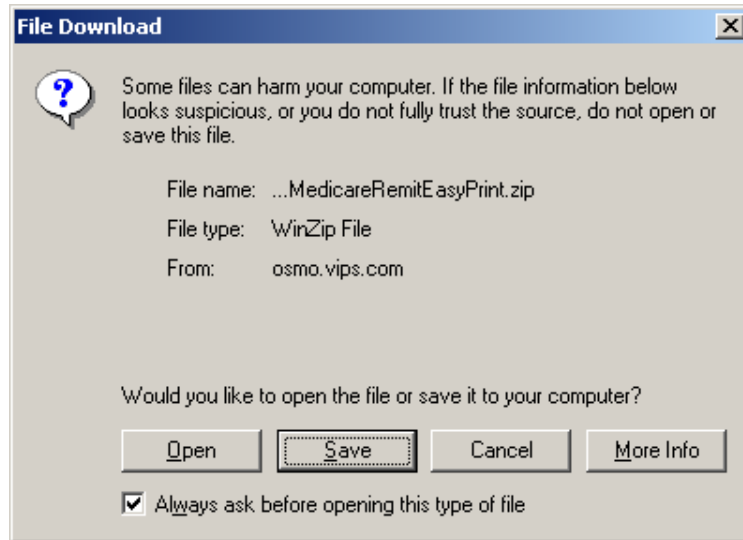 File Download
Some files can harm your computer. If the file information below
looks suspicious, or you do not fully trust the source, do not open or
save this file.
File name: ...MedicareRemitEasyPrint.zip
File type: WinZip File
From: osmo.vips.com
Would you like to open the file or save it to your computer?
Open Save Cancel More Info
Always ask before opening this type of file